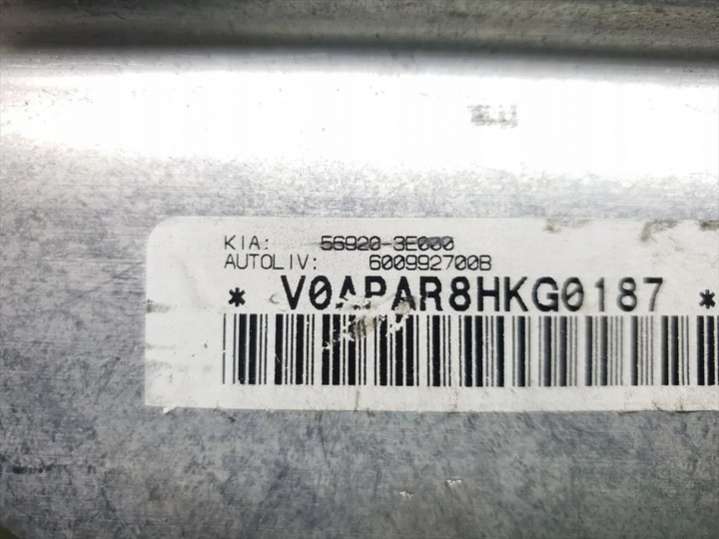 KIA: 56920-3E000
AUTOLIV: 600992700B
* V0APAR8HKG0187 *